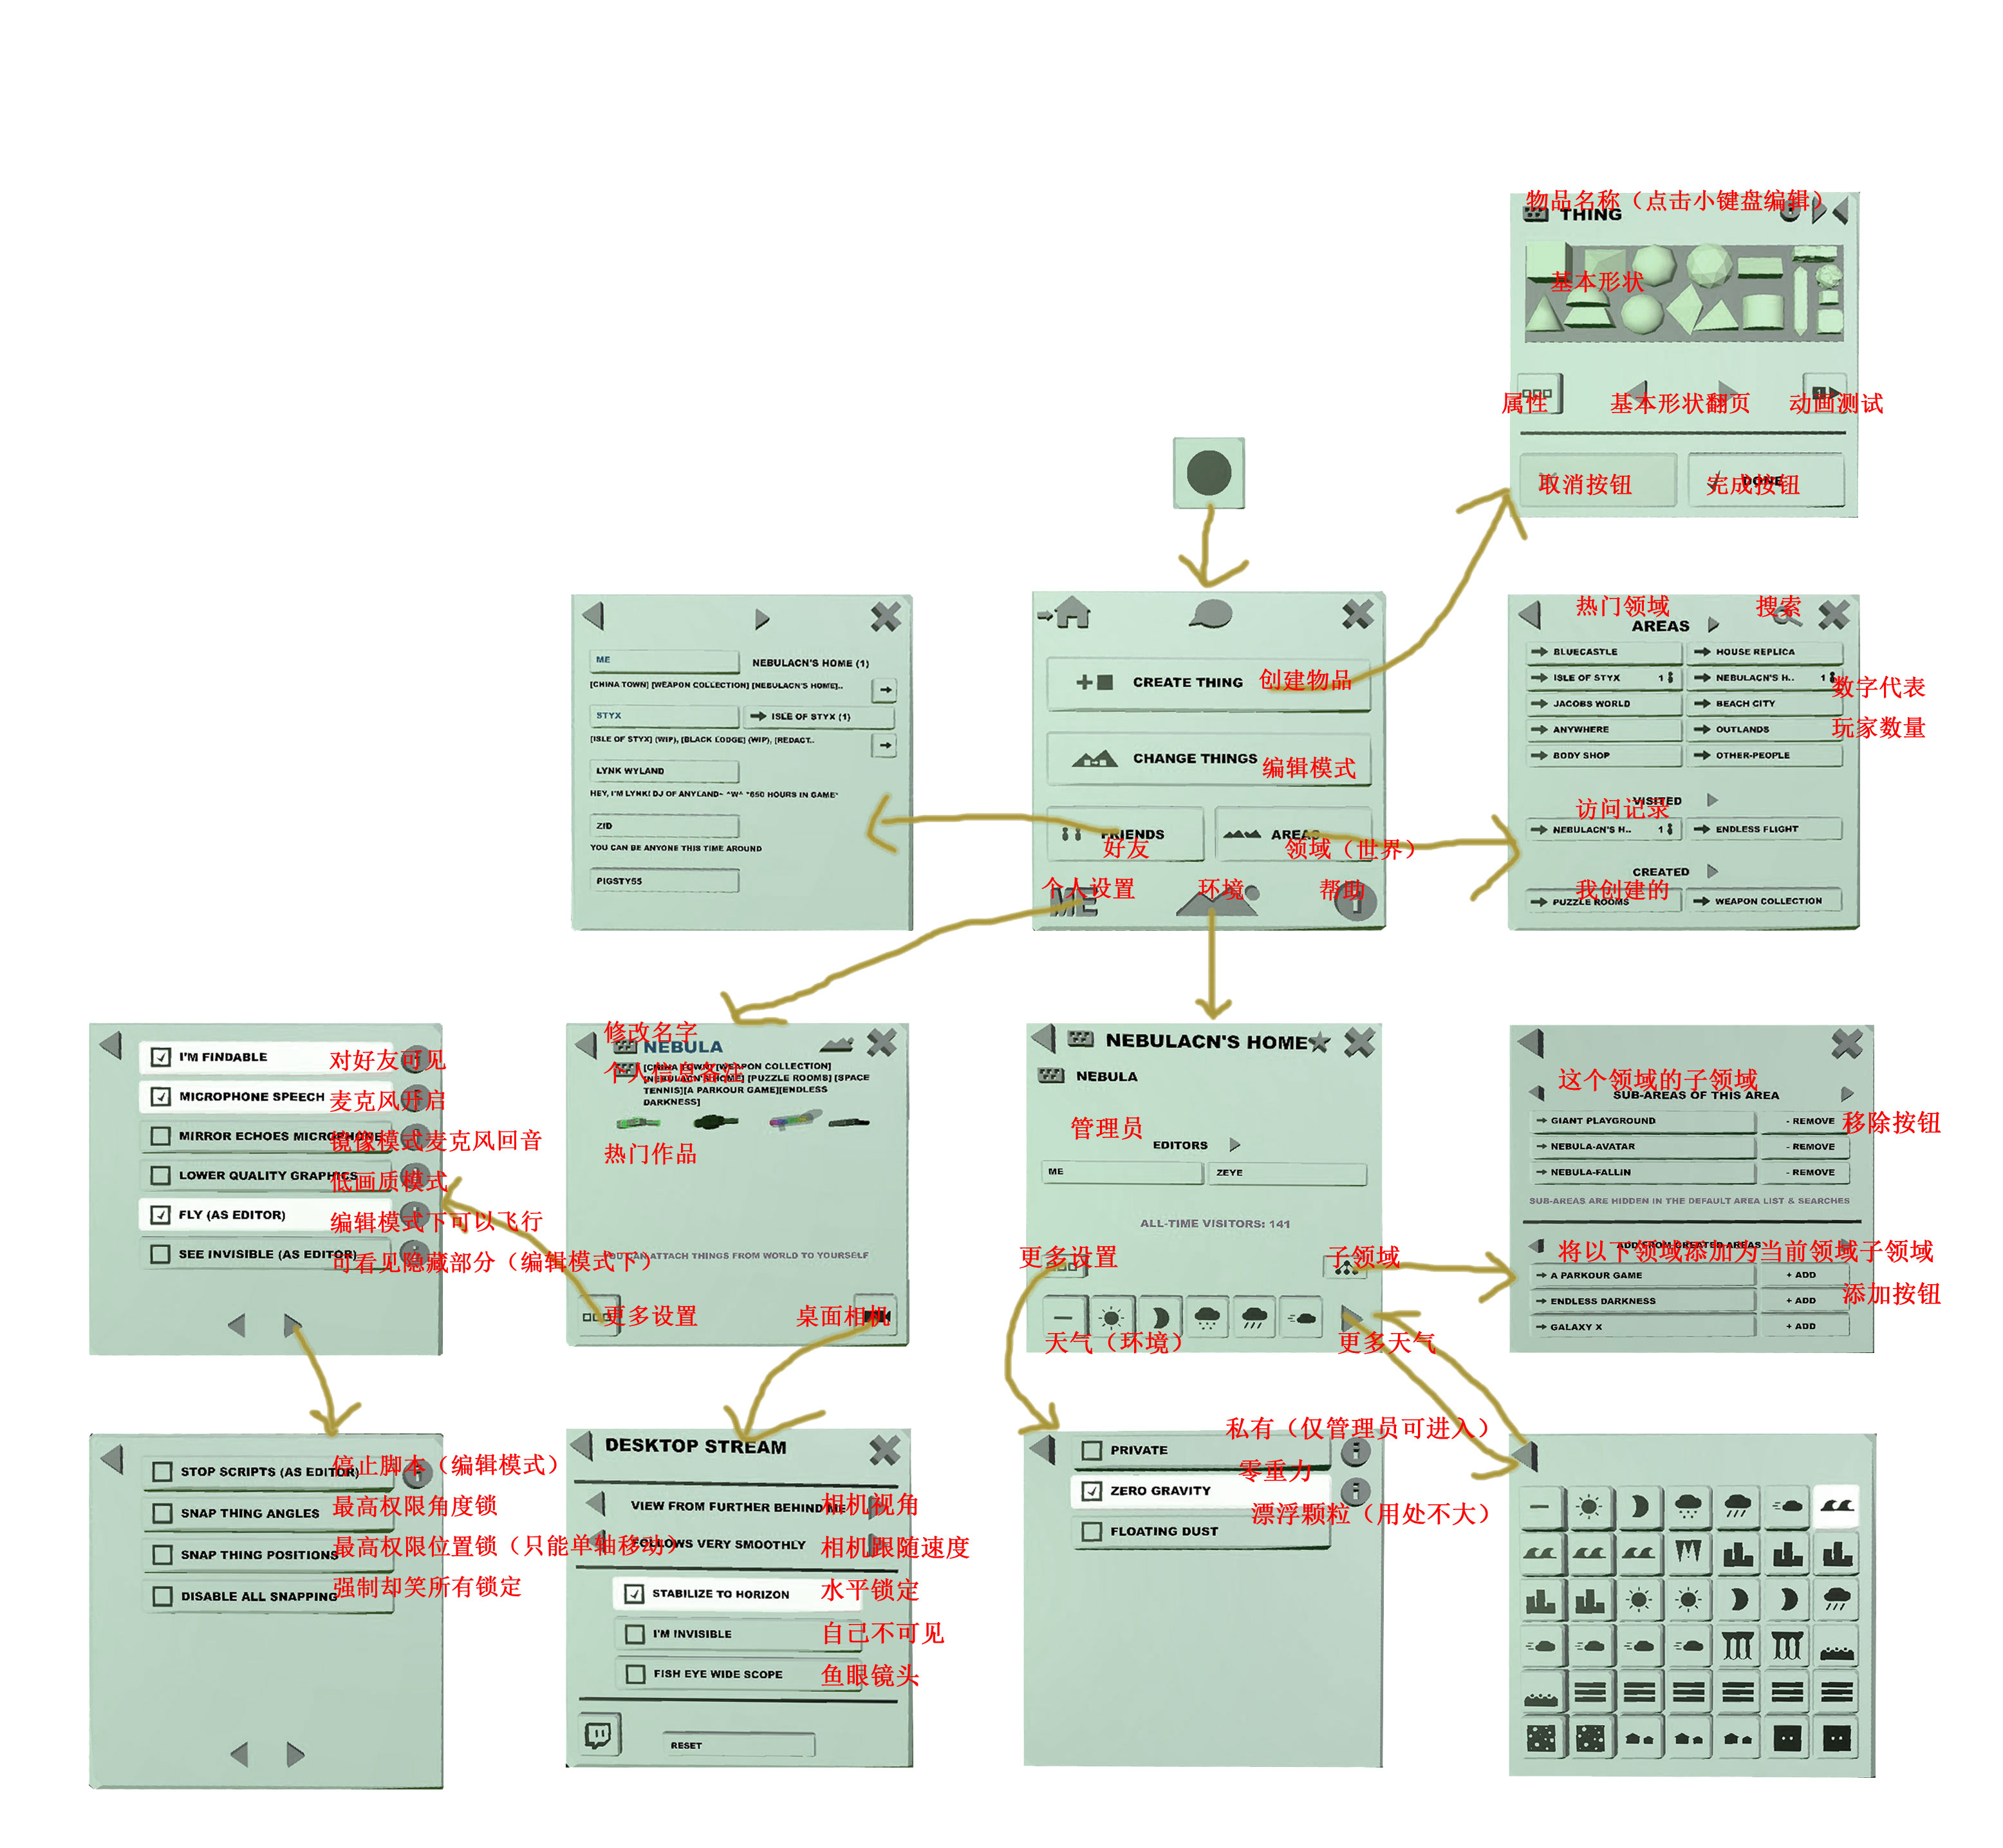 物品名称（点击小键盘编辑）
THING
基本形状
属性
基本形状翻页
动画测试
取消按钮
完成按钮
DONE
ME
NEBULACN'S HOME (1)
[CHINA TOWN] [WEAPON COLLECTION] [NEBULACN'S HOME]..
STYX
ISLE OF STYX (1)
[ISLE OF STYX] (WIP), [BLACK LODGE] (WIP), [REDACT..
LYNK WYLAND
HEY, I'M LYNK! DJ OF ANYLAND~ ^W^ *650 HOURS IN GAME*
ZID
YOU CAN BE ANYONE THIS TIME AROUND
PIGSTY55
CREATE THING
创建物品
CHANGE THINGS
编辑模式
FRIENDS
好友
AREAS
领域（世界）
个人设置
环境
帮助
ME
热门领域
搜索
AREAS
BLUECASTLE
HOUSE REPLICA
ISLE OF STYX 1
NEBULACN'S H.. 1
数字代表
JACOBS WORLD
BEACH CITY
玩家数量
ANYWHERE
OUTLANDS
BODY SHOP
OTHER-PEOPLE
VISITED
访问记录
NEBULACN'S H.. 1
ENDLESS FLIGHT
CREATED
我创建的
PUZZLE ROOMS
WEAPON COLLECTION
I'M FINDABLE
对好友可见
MICROPHONE SPEECH
麦克风开启
MIRROR ECHOES MICROPHONE
镜像模式麦克风回音
LOWER QUALITY GRAPHICS
低画质模式
FLY (AS EDITOR)
编辑模式下可以飞行
SEE INVISIBLE (AS EDITOR)
可看见隐藏部分（编辑模式下）
修改名字
NEBULA
个人信息备注
[CHINA TOWN] [WEAPON COLLECTION]
[NEBULACN'S HOME] [PUZZLE ROOMS] [SPACE
TENNIS][A PARKOUR GAME][ENDLESS
DARKNESS]
热门作品
YOU CAN ATTACH THINGS FROM WORLD TO YOURSELF
更多设置
桌面相机
NEBULACN'S HOME
NEBULA
管理员
EDITORS
ME
ZEYE
ALL-TIME VISITORS: 141
更多设置
子领域
天气（环境）
更多天气
这个领域的子领域
SUB-AREAS OF THIS AREA
GIANT PLAYGROUND
- REMOVE
移除按钮
NEBULA-AVATAR
- REMOVE
NEBULA-FALLIN
- REMOVE
SUB-AREAS ARE HIDDEN IN THE DEFAULT AREA LIST & SEARCHES
ADD FROM CREATED AREAS
将以下领域添加为当前领域子领域
A PARKOUR GAME
+ ADD
添加按钮
ENDLESS DARKNESS
+ ADD
GALAXY X
+ ADD
STOP SCRIPTS (AS EDITOR)
停止脚本（编辑模式）
SNAP THING ANGLES
最高权限角度锁
SNAP THING POSITIONS
最高权限位置锁（只能单轴移动）
DISABLE ALL SNAPPING
强制却笑所有锁定
DESKTOP STREAM
VIEW FROM FURTHER BEHIND ME
相机视角
FOLLOWS VERY SMOOTHLY
相机跟随速度
STABILIZE TO HORIZON
水平锁定
I'M INVISIBLE
自己不可见
FISH EYE WIDE SCOPE
鱼眼镜头
RESET
私有（仅管理员可进入）
PRIVATE
零重力
ZERO GRAVITY
漂浮颗粒（用处不大）
FLOATING DUST